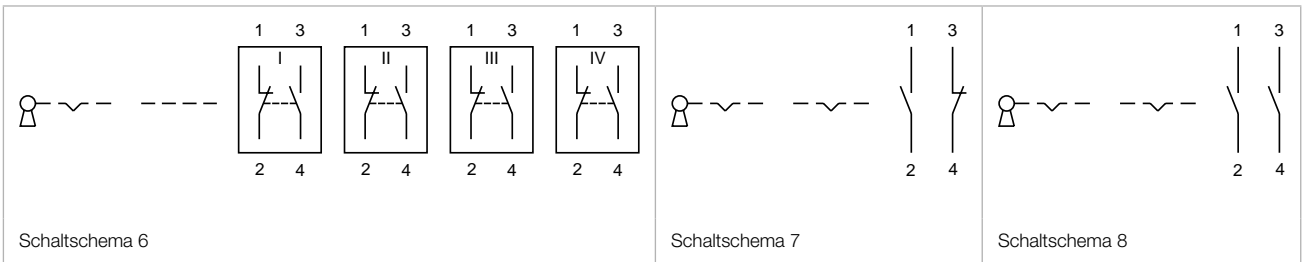 1 3 1 3 1 3 1 3 1 3 1 3
I II III IV
2 4 2 4 2 4 2 4 2 4 2 4
Schaltschema 6 Schaltschema 7 Schaltschema 8